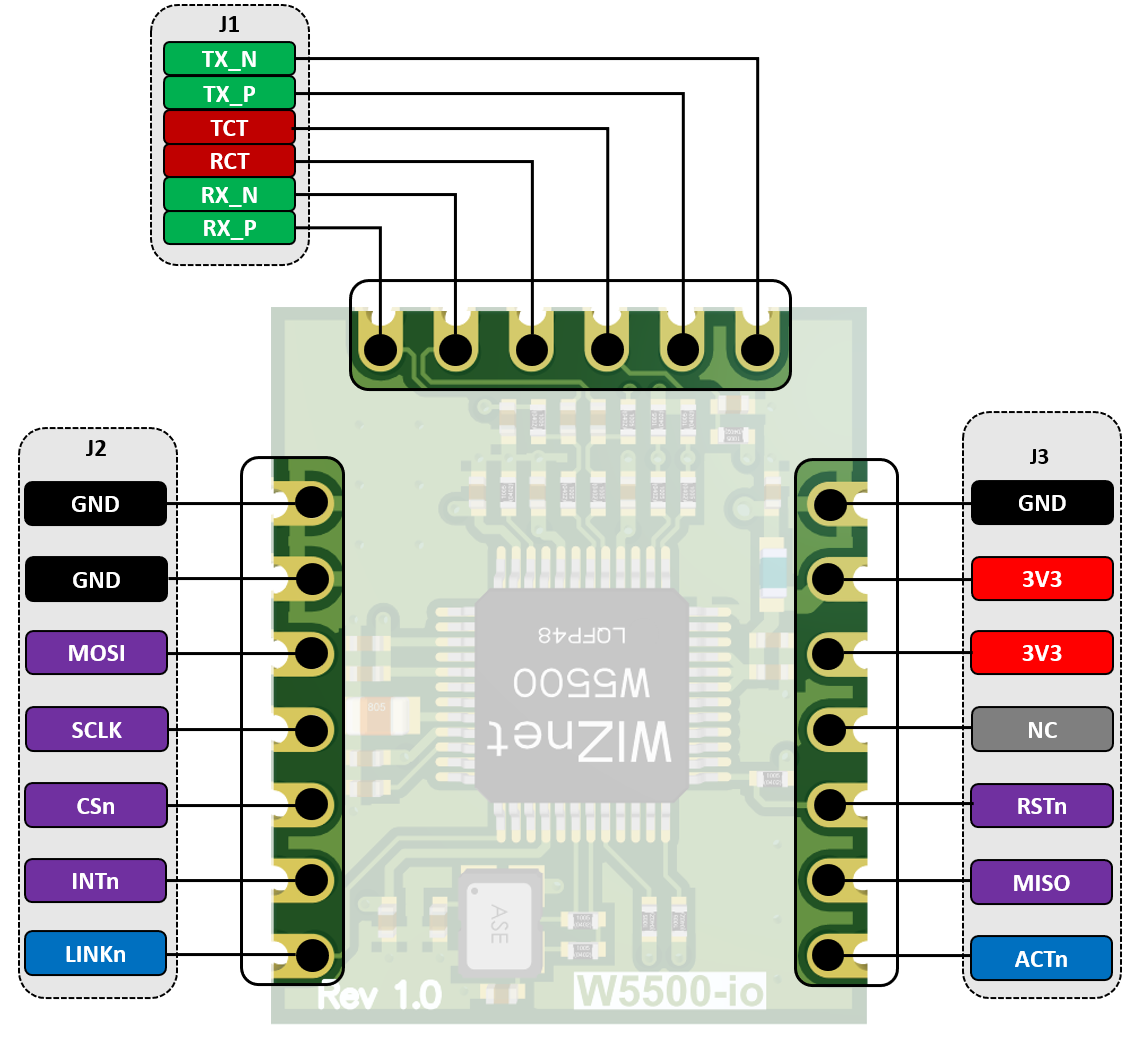 J1
TX_N
TX_P
TCT
RCT
RX_N
RX_P
J2
GND
GND
MOSI
SCLK
CSn
INTn
LINKn
J3
GND
3V3
3V3
NC
RSTn
MISO
ACTn
LQFP48
W5500
WIZnet
ASE
Rev 1.0
W5500-io